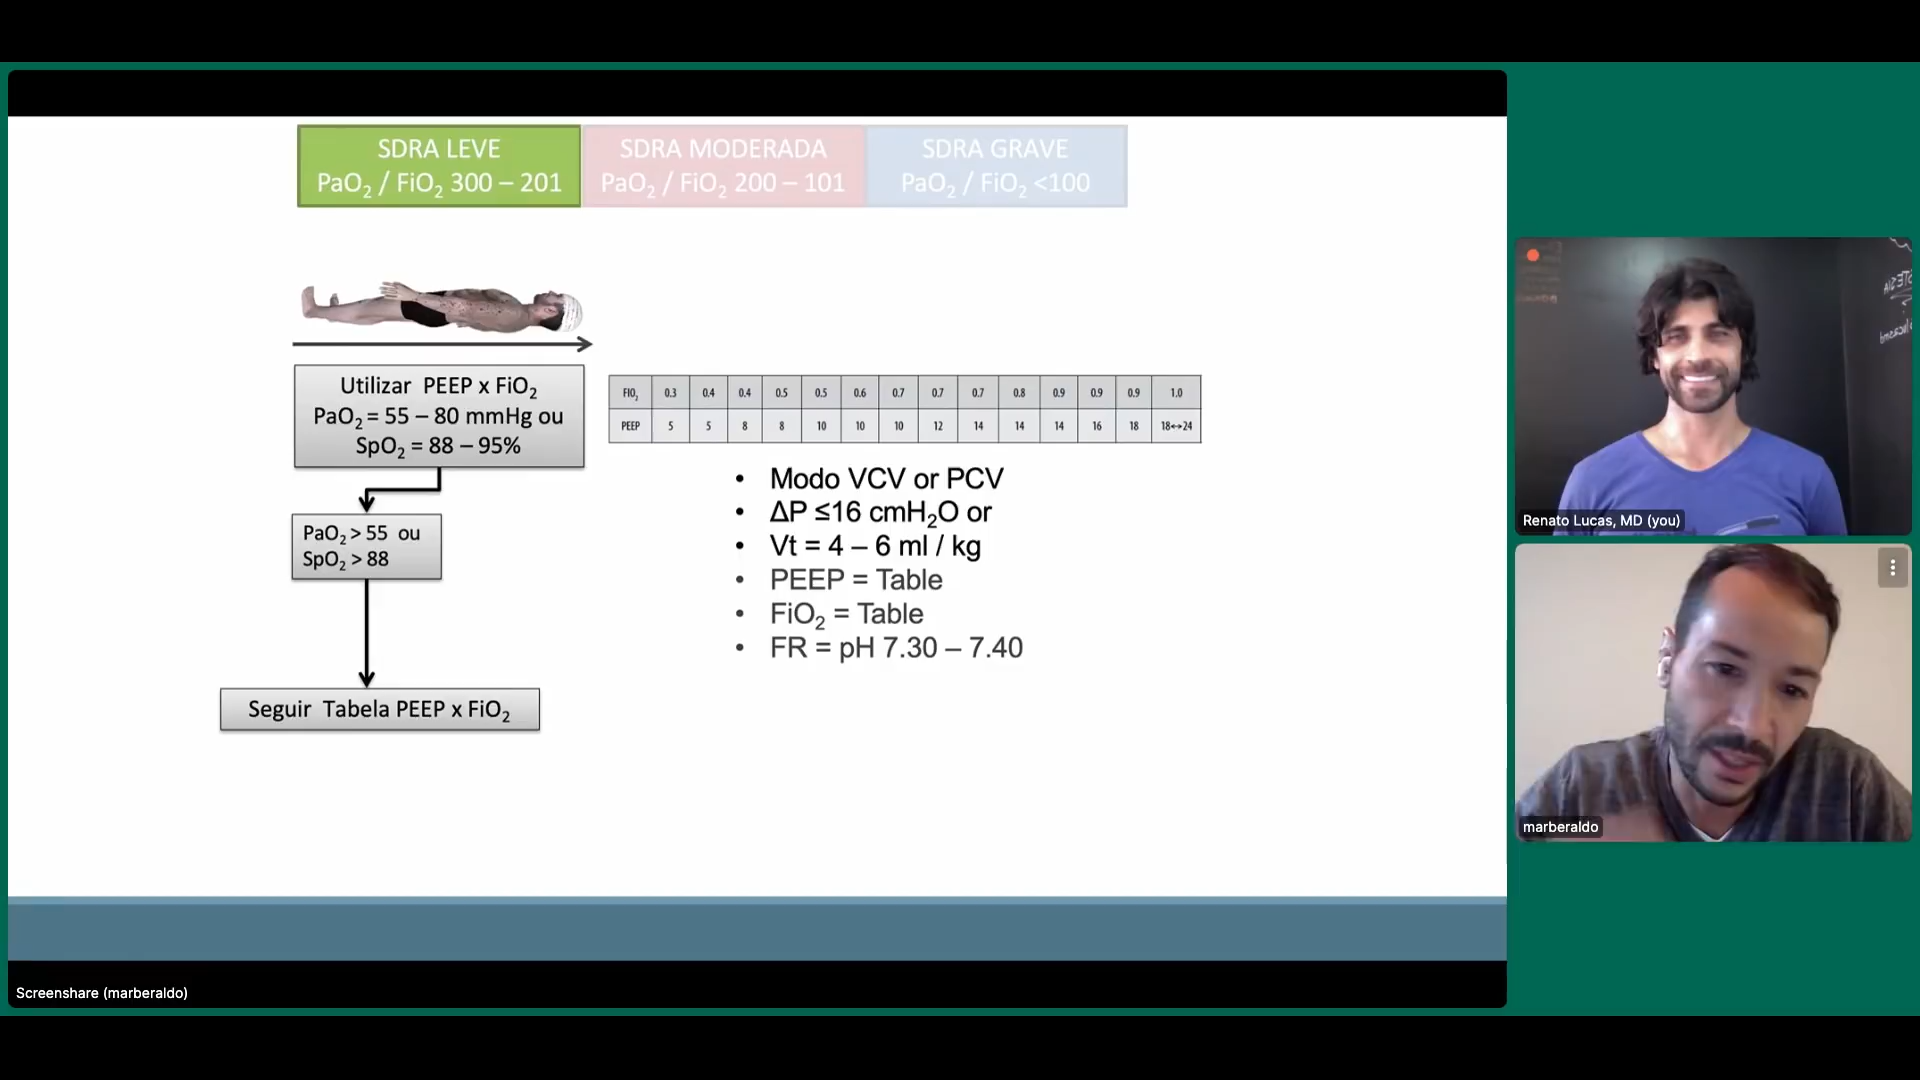 SDRA LEVE
PaO₂ / FiO₂ 300 – 201
SDRA MODERADA
PaO₂ / FiO₂ 200 – 101
SDRA GRAVE
PaO₂ / FiO₂ <100
Utilizar PEEP x FiO₂
PaO₂ = 55 – 80 mmHg ou
SpO₂ = 88 – 95%
PaO₂ > 55 ou
SpO₂ > 88
Seguir Tabela PEEP x FiO₂
FIO₂ 0.3 0.4 0.4 0.5 0.5 0.6 0.7 0.7 0.7 0.8 0.9 0.9 0.9 1.0
PEEP 5 5 8 8 10 10 10 12 14 14 14 16 18 18↔24
• Modo VCV or PCV
• ΔP ≤16 cmH₂O or
• Vt = 4 – 6 ml / kg
• PEEP = Table
• FiO₂ = Table
• FR = pH 7.30 – 7.40
Renato Lucas, MD (you)
marberaldo
Screenshare (marberaldo)